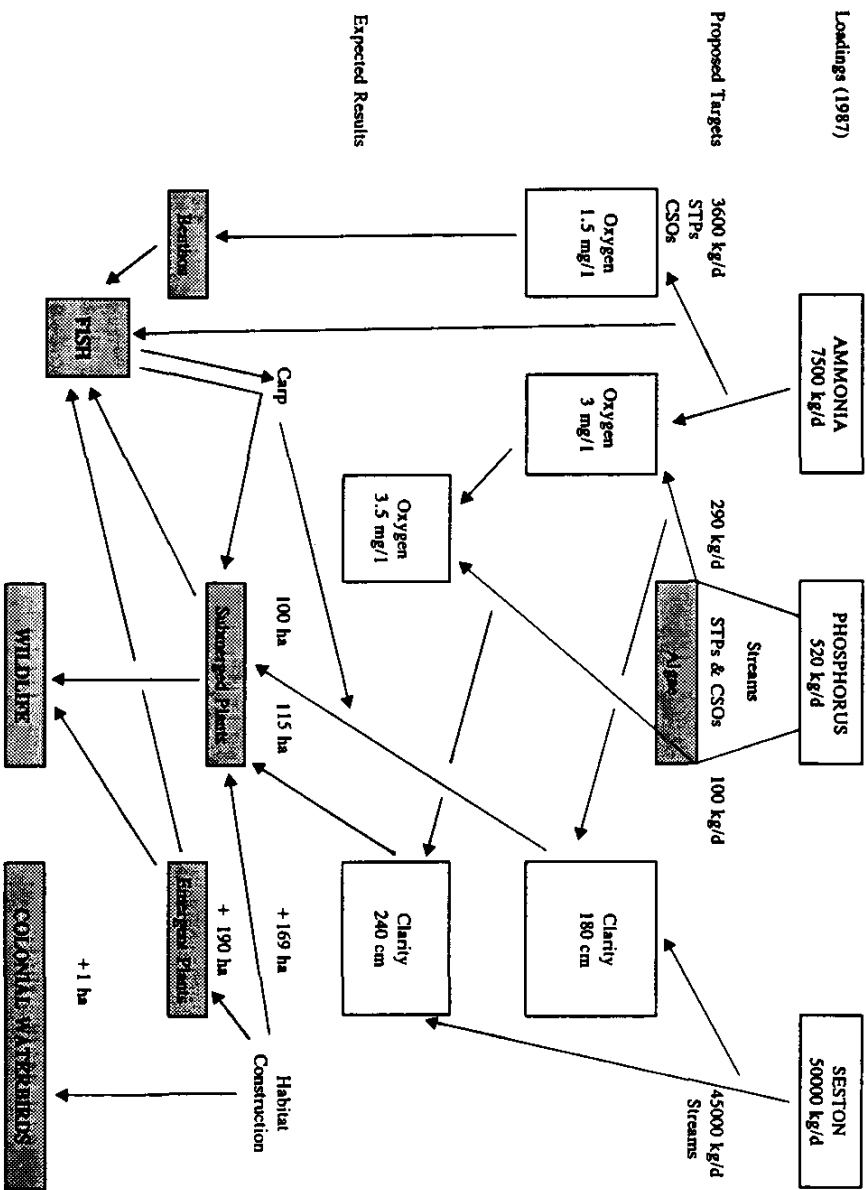 Loadings (1987)
AMMONIA
7500 kg/d
PHOSPHORUS
520 kg/d
SESTON
50000 kg/d
Proposed Targets
3600 kg/d
STPs
CSOs
290 kg/d
Streams
STPs & CSOs
Algae
100 kg/d
45000 kg/d
Streams
Oxygen
1.5 mg/l
Oxygen
3 mg/l
Clarity
180 cm
Expected Results
Oxygen
3.5 mg/l
Clarity
240 cm
Carp
100 ha
115 ha
+169 ha
Habitat
Construction
Benthos
Submerged Plants
+ 190 ha
Emergent Plants
FISH
+1 ha
WILDLIFE
COLONIAL WATERBIRDS